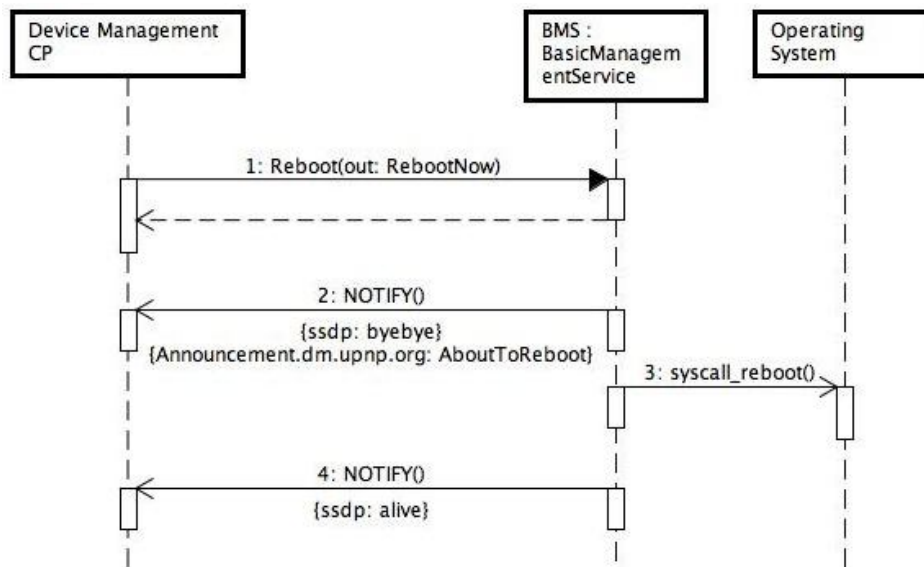 Device Management
CP
BMS :
BasicManagem
entService
Operating
System
1: Reboot(out: RebootNow)
2: NOTIFY()
{ssdp: byebye}
{Announcement.dm.upnp.org: AboutToReboot}
3: syscall_reboot()
4: NOTIFY()
{ssdp: alive}